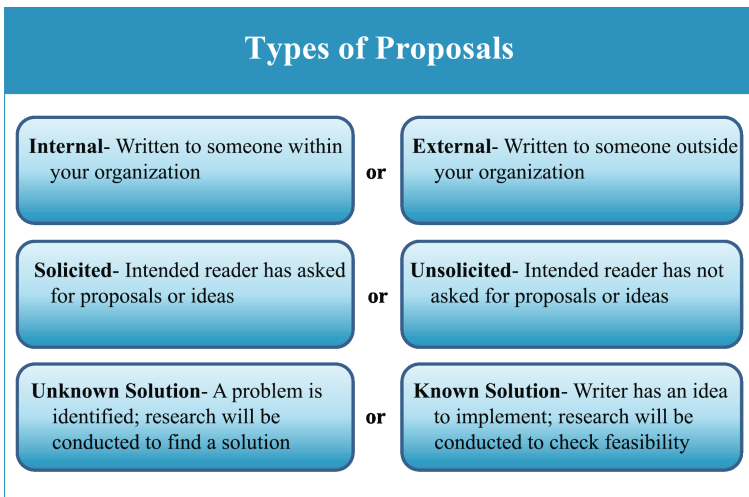 Types of Proposals
Internal- Written to someone within
your organization
or
External- Written to someone outside
your organization
Solicited- Intended reader has asked
for proposals or ideas
or
Unsolicited- Intended reader has not
asked for proposals or ideas
Unknown Solution- A problem is
identified; research will be
conducted to find a solution
or
Known Solution- Writer has an idea
to implement; research will be
conducted to check feasibility